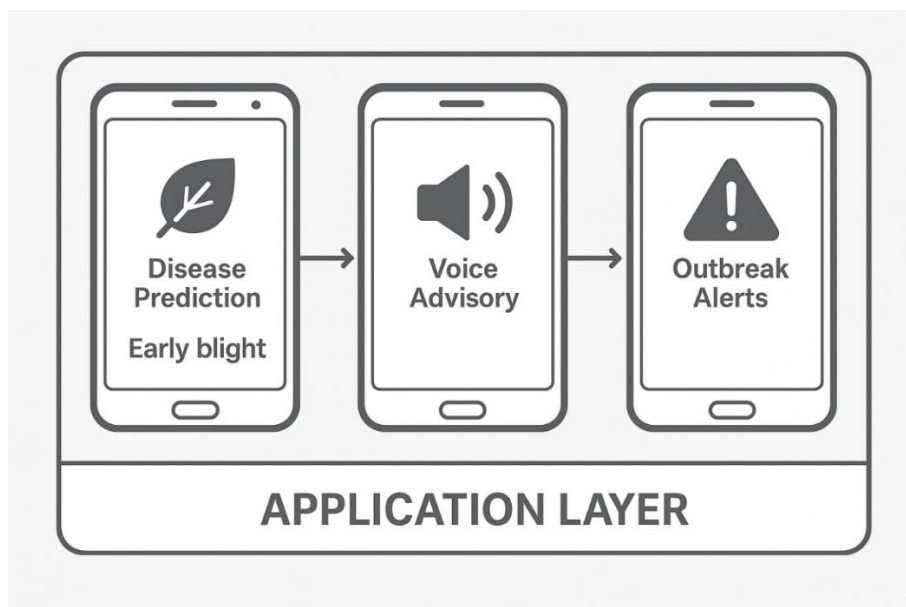 Disease
Prediction
Early blight
Voice
Advisory
Outbreak
Alerts
APPLICATION LAYER